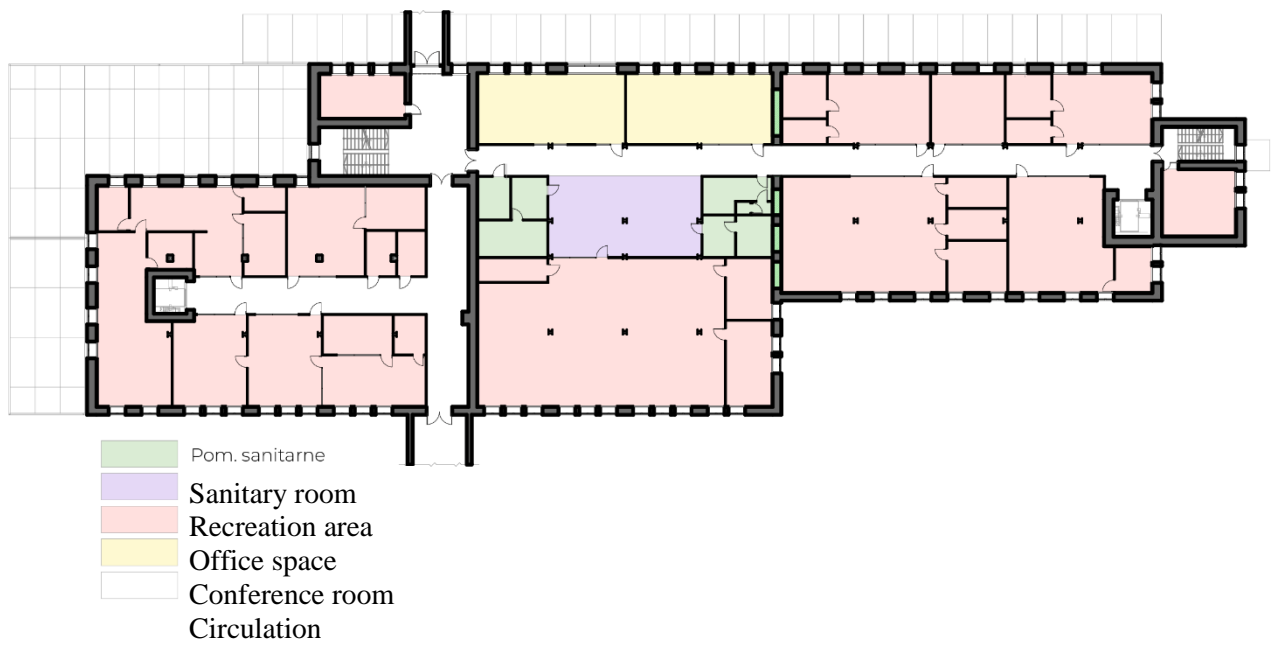 Pom. sanitarne
Sanitary room
Recreation area
Office space
Conference room
Circulation